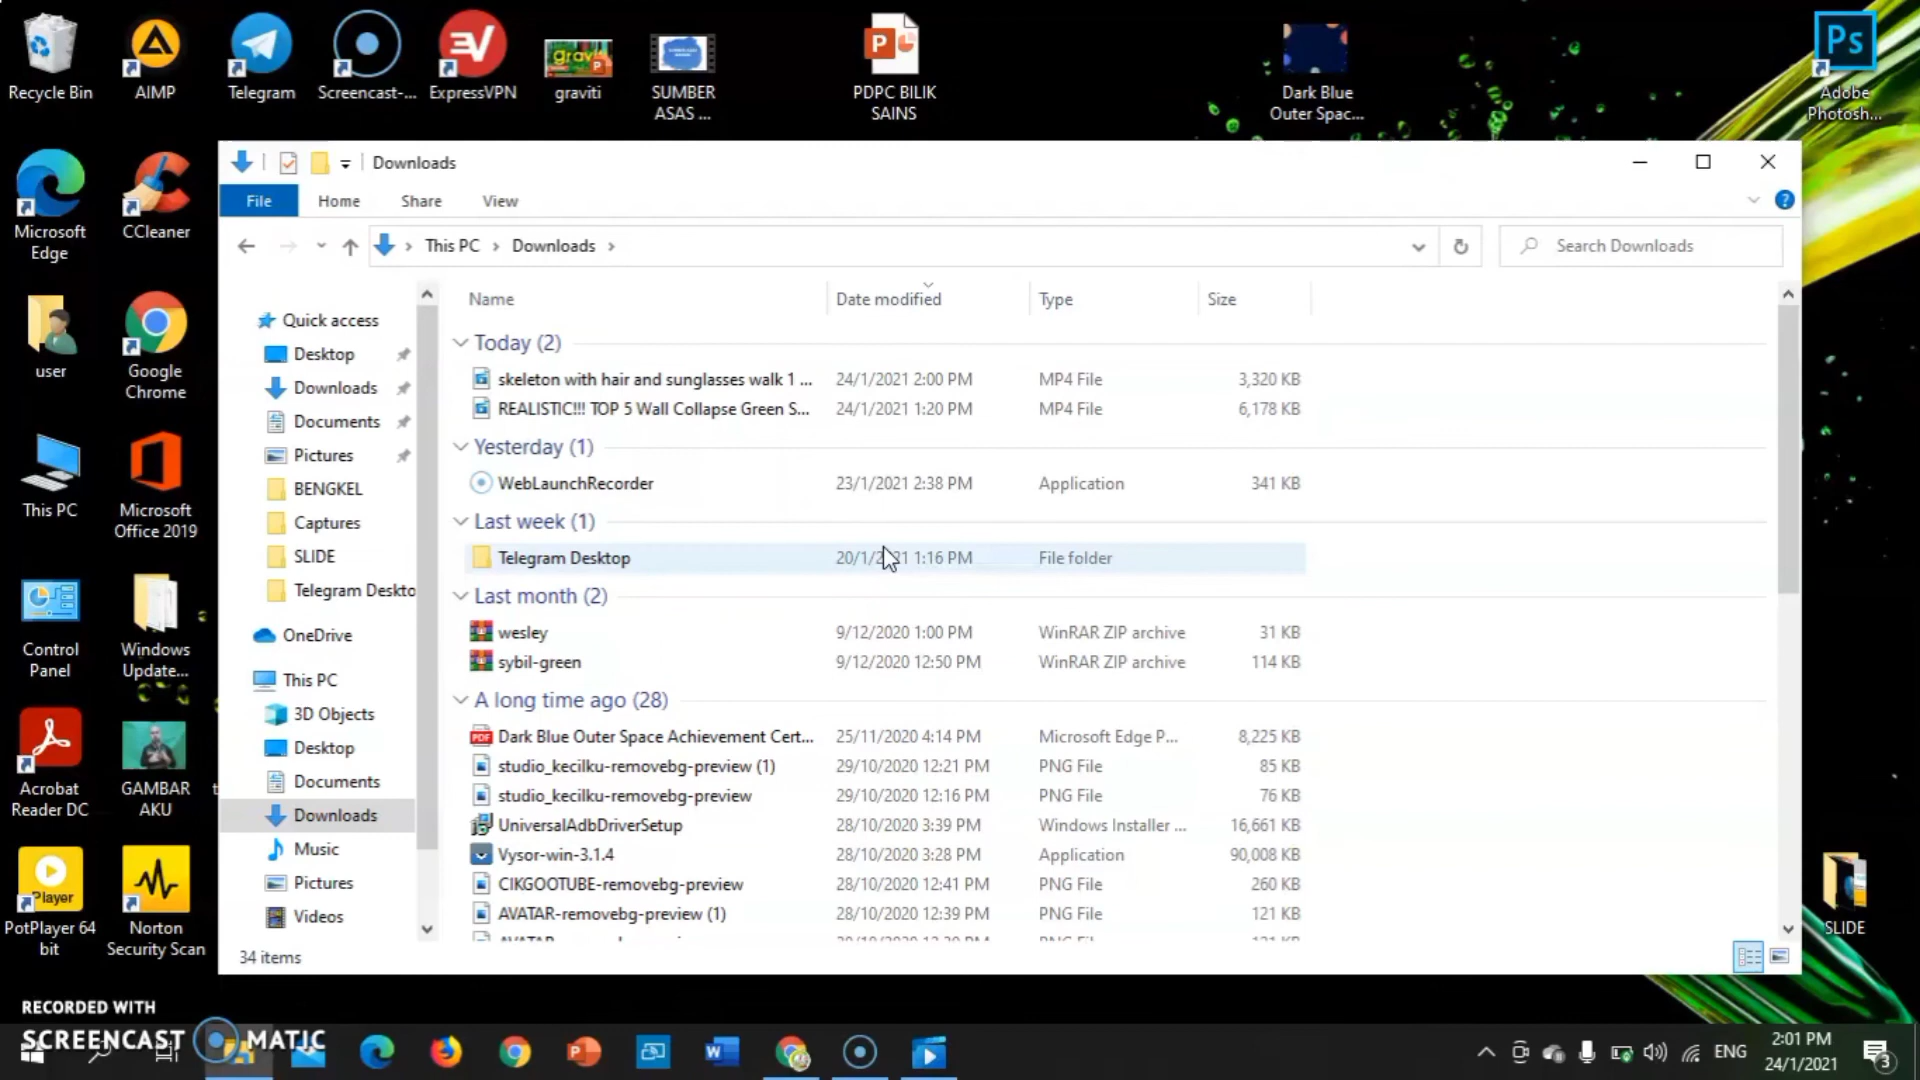 Recycle Bin
AIMP
Telegram
Screencast-...
ExpressVPN
graviti
SUMBER
ASAS ...
PDPC BILIK
SAINS
Dark Blue
Outer Spac...
Ps
Adobe
Photosh...
Microsoft
Edge
CCleaner
user
Google
Chrome
This PC
Microsoft
Office 2019
Control
Panel
Windows
Update...
Acrobat
Reader DC
GAMBAR
AKU
Player
PotPlayer 64
bit
Norton
Security Scan
SLIDE
Downloads
File
Home
Share
View
This PC
Downloads
Search Downloads
Quick access
Desktop
Downloads
Documents
Pictures
BENGKEL
Captures
SLIDE
Telegram Deskto
OneDrive
This PC
3D Objects
Desktop
Documents
Downloads
Music
Pictures
Videos
Name Date modified Type Size
Today (2)
skeleton with hair and sunglasses walk 1 ... 24/1/2021 2:00 PM MP4 File 3,320 KB
REALISTIC!!! TOP 5 Wall Collapse Green S... 24/1/2021 1:20 PM MP4 File 6,178 KB
Yesterday (1)
WebLaunchRecorder 23/1/2021 2:38 PM Application 341 KB
Last week (1)
Telegram Desktop 20/1/2021 1:16 PM File folder
Last month (2)
wesley 9/12/2020 1:00 PM WinRAR ZIP archive 31 KB
sybil-green 9/12/2020 12:50 PM WinRAR ZIP archive 114 KB
A long time ago (28)
Dark Blue Outer Space Achievement Cert... 25/11/2020 4:14 PM Microsoft Edge P... 8,225 KB
studio_kecilku-removebg-preview (1) 29/10/2020 12:21 PM PNG File 85 KB
studio_kecilku-removebg-preview 29/10/2020 12:16 PM PNG File 76 KB
UniversalAdbDriverSetup 28/10/2020 3:39 PM Windows Installer ... 16,661 KB
Vysor-win-3.1.4 28/10/2020 3:28 PM Application 90,008 KB
CIKGOOTUBE-removebg-preview 28/10/2020 12:41 PM PNG File 260 KB
AVATAR-removebg-preview (1) 28/10/2020 12:39 PM PNG File 121 KB
34 items
RECORDED WITH
SCREENCAST MATIC
ENG
2:01 PM
24/1/2021
3